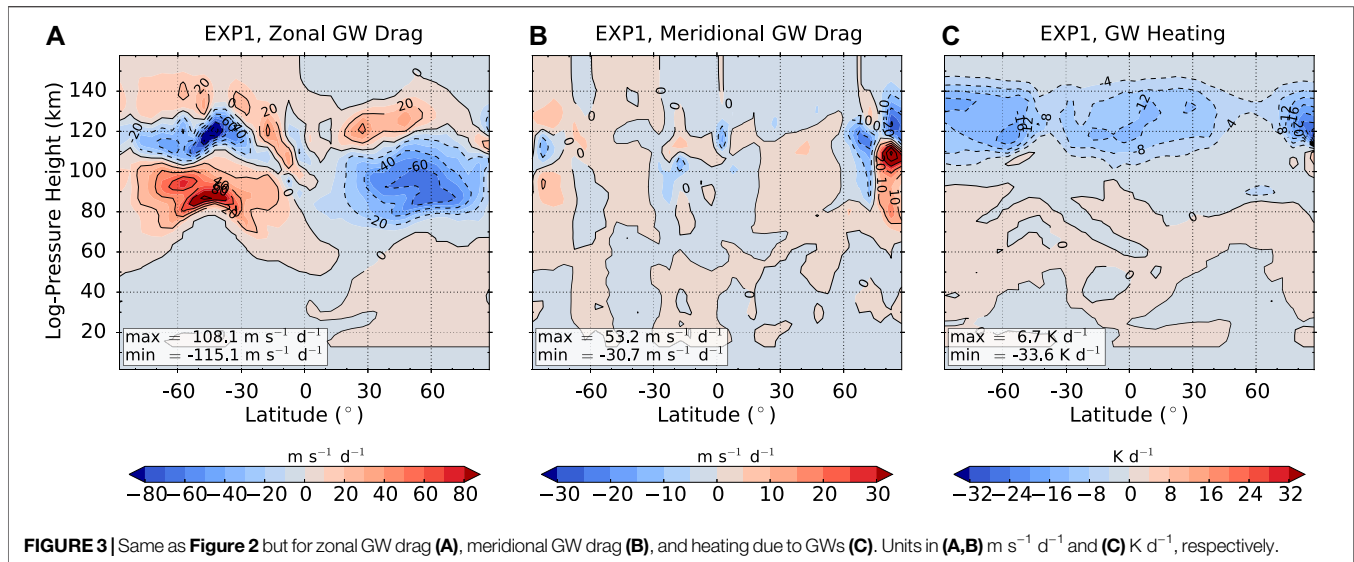 A EXP1, Zonal GW Drag
B EXP1, Meridional GW Drag
C EXP1, GW Heating
Log-Pressure Height (km)
140
120
100
80
60
40
20
max = 108.1 m s⁻¹ d⁻¹
min = -115.1 m s⁻¹ d⁻¹
max = 53.2 m s⁻¹ d⁻¹
min = -30.7 m s⁻¹ d⁻¹
max = 6.7 K d⁻¹
min = -33.6 K d⁻¹
-60 -30 0 30 60
-60 -30 0 30 60
-60 -30 0 30 60
Latitude (°)
Latitude (°)
Latitude (°)
m s⁻¹ d⁻¹
m s⁻¹ d⁻¹
K d⁻¹
−80 −60 −40 −20 0 20 40 60 80
−30 −20 −10 0 10 20 30
−32 −24 −16 −8 0 8 16 24 32
FIGURE 3 | Same as Figure 2 but for zonal GW drag (A), meridional GW drag (B), and heating due to GWs (C). Units in (A,B) m s⁻¹ d⁻¹ and (C) K d⁻¹, respectively.